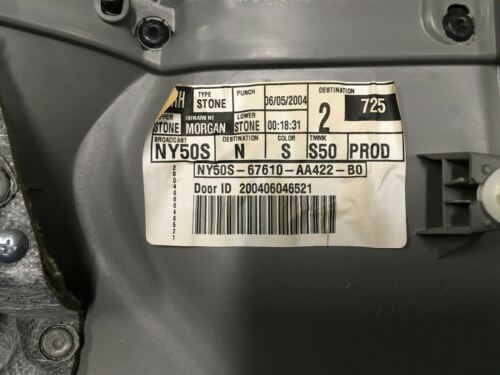 TYPE PUNCH DESTINATION
STONE 06/05/2004 2 725
UPPER ORNAMENT LOWER
STONE MORGAN STONE 00:18:31
BROADCAST DESTINATION COLOR TMMK
NY50S N S S50 PROD
NY50S-67610-AA422-B0
Door ID 200406046521
200406046521